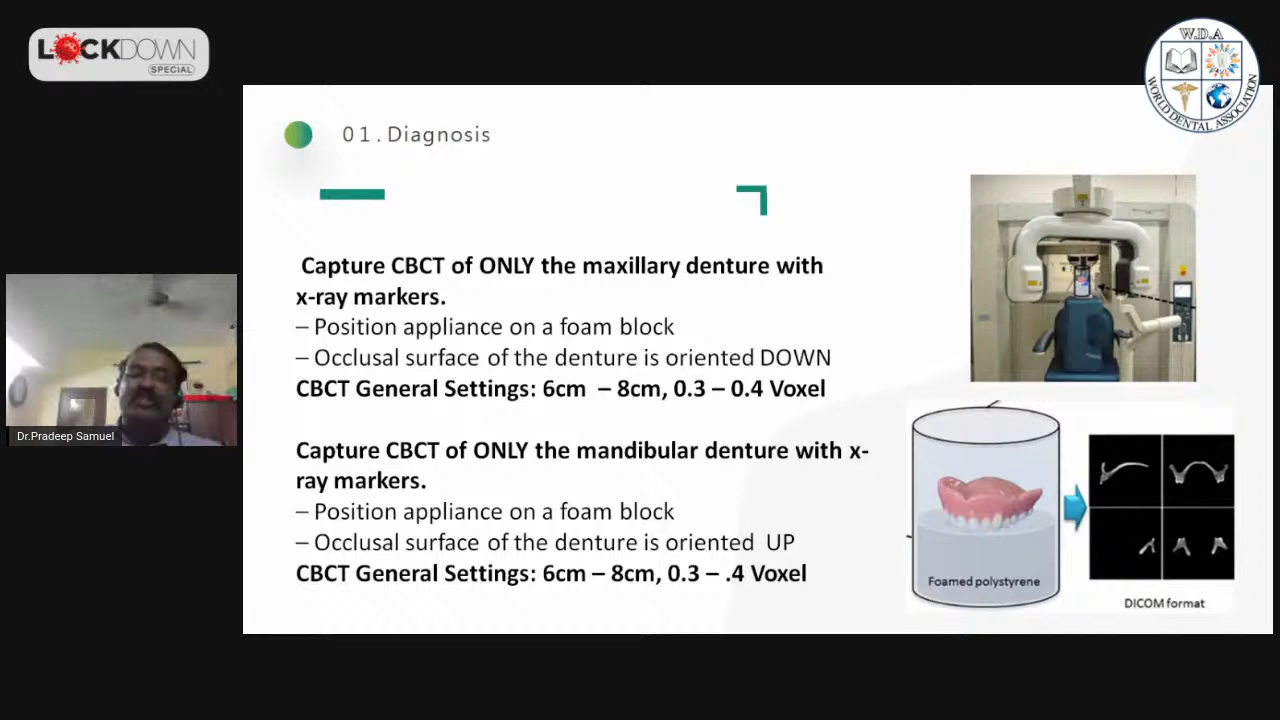 LOCKDOWN
SPECIAL
W.D.A
WORLD DENTAL ASSOCIATION
01.Diagnosis
Capture CBCT of ONLY the maxillary denture with
x-ray markers.
– Position appliance on a foam block
– Occlusal surface of the denture is oriented DOWN
CBCT General Settings: 6cm – 8cm, 0.3 – 0.4 Voxel
Capture CBCT of ONLY the mandibular denture with x-
ray markers.
– Position appliance on a foam block
– Occlusal surface of the denture is oriented UP
CBCT General Settings: 6cm – 8cm, 0.3 – .4 Voxel
Foamed polystyrene
DICOM format
Dr.Pradeep Samuel